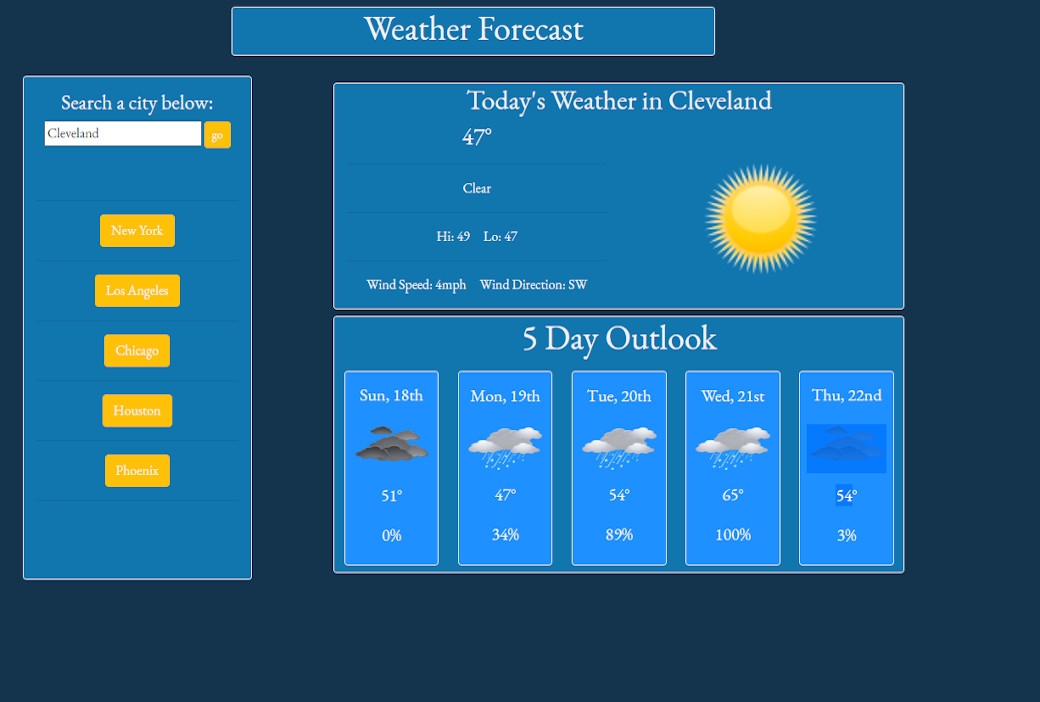 Weather Forecast
Search a city below:
Cleveland go
New York
Los Angeles
Chicago
Houston
Phoenix
Today's Weather in Cleveland
47°
Clear
Hi: 49 Lo: 47
Wind Speed: 4mph Wind Direction: SW
5 Day Outlook
Sun, 18th Mon, 19th Tue, 20th Wed, 21st Thu, 22nd
51° 47° 54° 65° 54°
0% 34% 89% 100% 3%